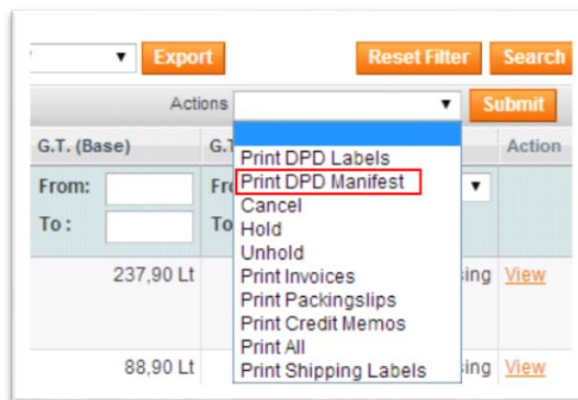 Export Reset Filter Search
Actions Submit
G.T. (Base) G.T Action
From: Fro
To : To
237,90 Lt sing View
88,90 Lt sing View
Print DPD Labels
Print DPD Manifest
Cancel
Hold
Unhold
Print Invoices
Print Packingslips
Print Credit Memos
Print All
Print Shipping Labels